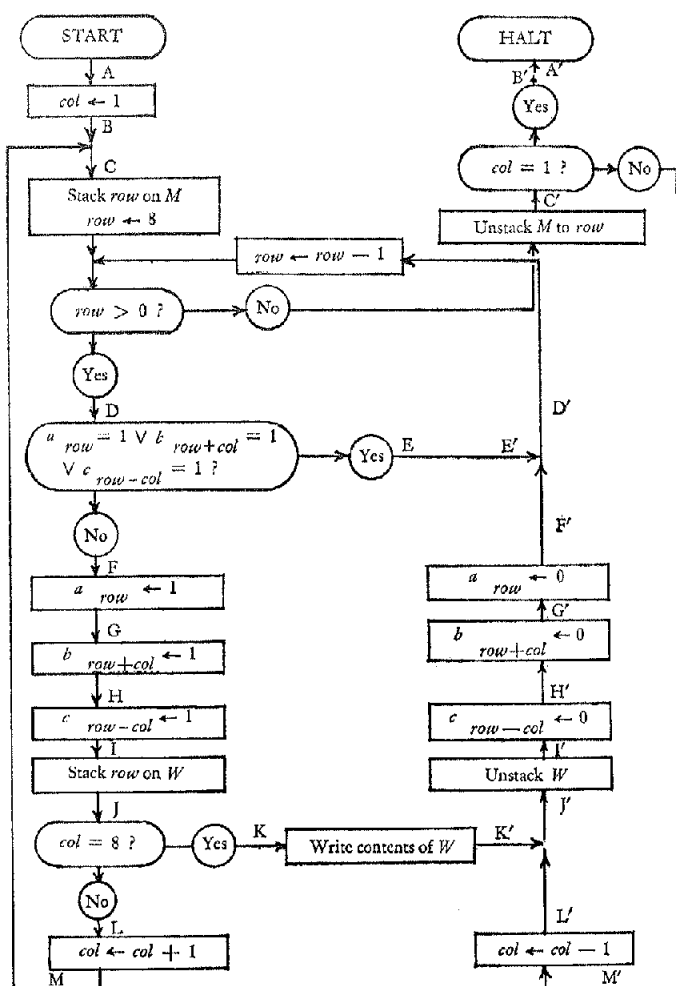 START
A
col ← 1
B
C
Stack row on M
row ← 8
row ← row − 1
row > 0 ?
No
Yes
D
a row = 1 ∨ b row+col = 1
∨ c row−col = 1 ?
Yes
E
No
F
a row ← 1
G
b row+col ← 1
H
c row−col ← 1
I
Stack row on W
J
col = 8 ?
Yes
K
Write contents of W
K′
No
L
col ← col + 1
M
HALT
B′ A′
Yes
col = 1 ?
No
C′
Unstack M to row
D′
E′
F′
a row ← 0
G′
b row+col ← 0
H′
c row−col ← 0
I′
Unstack W
J′
L′
col ← col − 1
M′